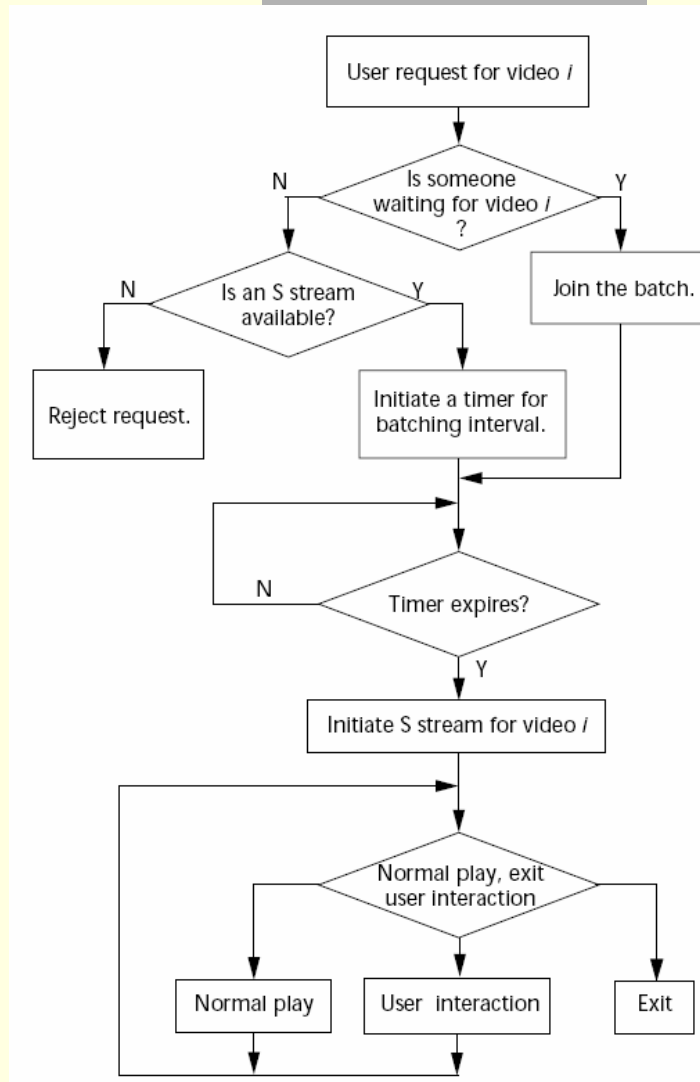 User request for video i
N
Is someone
waiting for video i
?
Y
N
Is an S stream
available?
Y
Join the batch.
Reject request.
Initiate a timer for
batching interval.
N
Timer expires?
Y
Initiate S stream for video i
Normal play, exit
user interaction
Normal play
User interaction
Exit